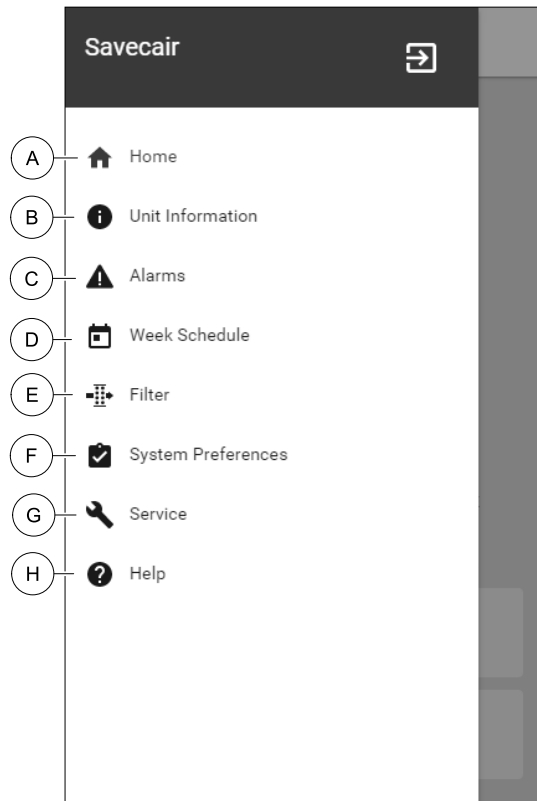 Savecair
A Home
B Unit Information
C Alarms
D Week Schedule
E Filter
F System Preferences
G Service
H Help